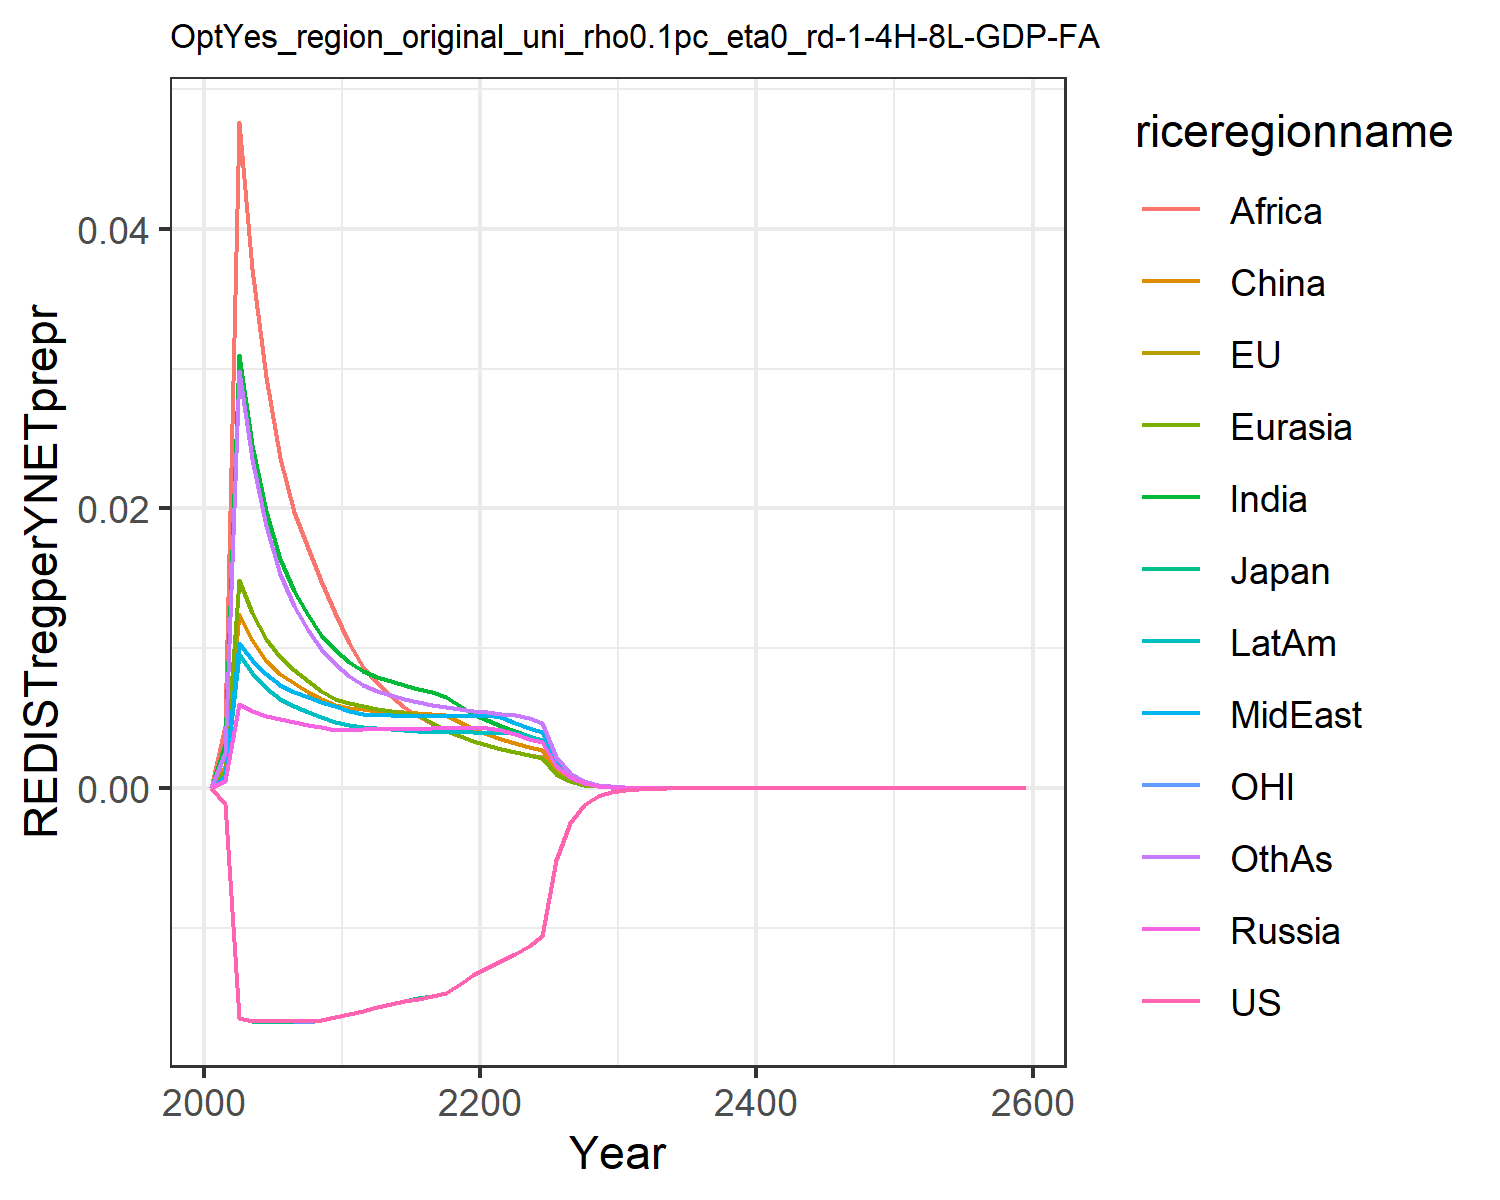 OptYes_region_original_uni_rho0.1pc_eta0_rd-1-4H-8L-GDP-FA
REDISTregperYNETprepr
0.04
0.02
0.00
2000
2200
2400
2600
Year
riceregionname
Africa
China
EU
Eurasia
India
Japan
LatAm
MidEast
OHI
OthAs
Russia
US